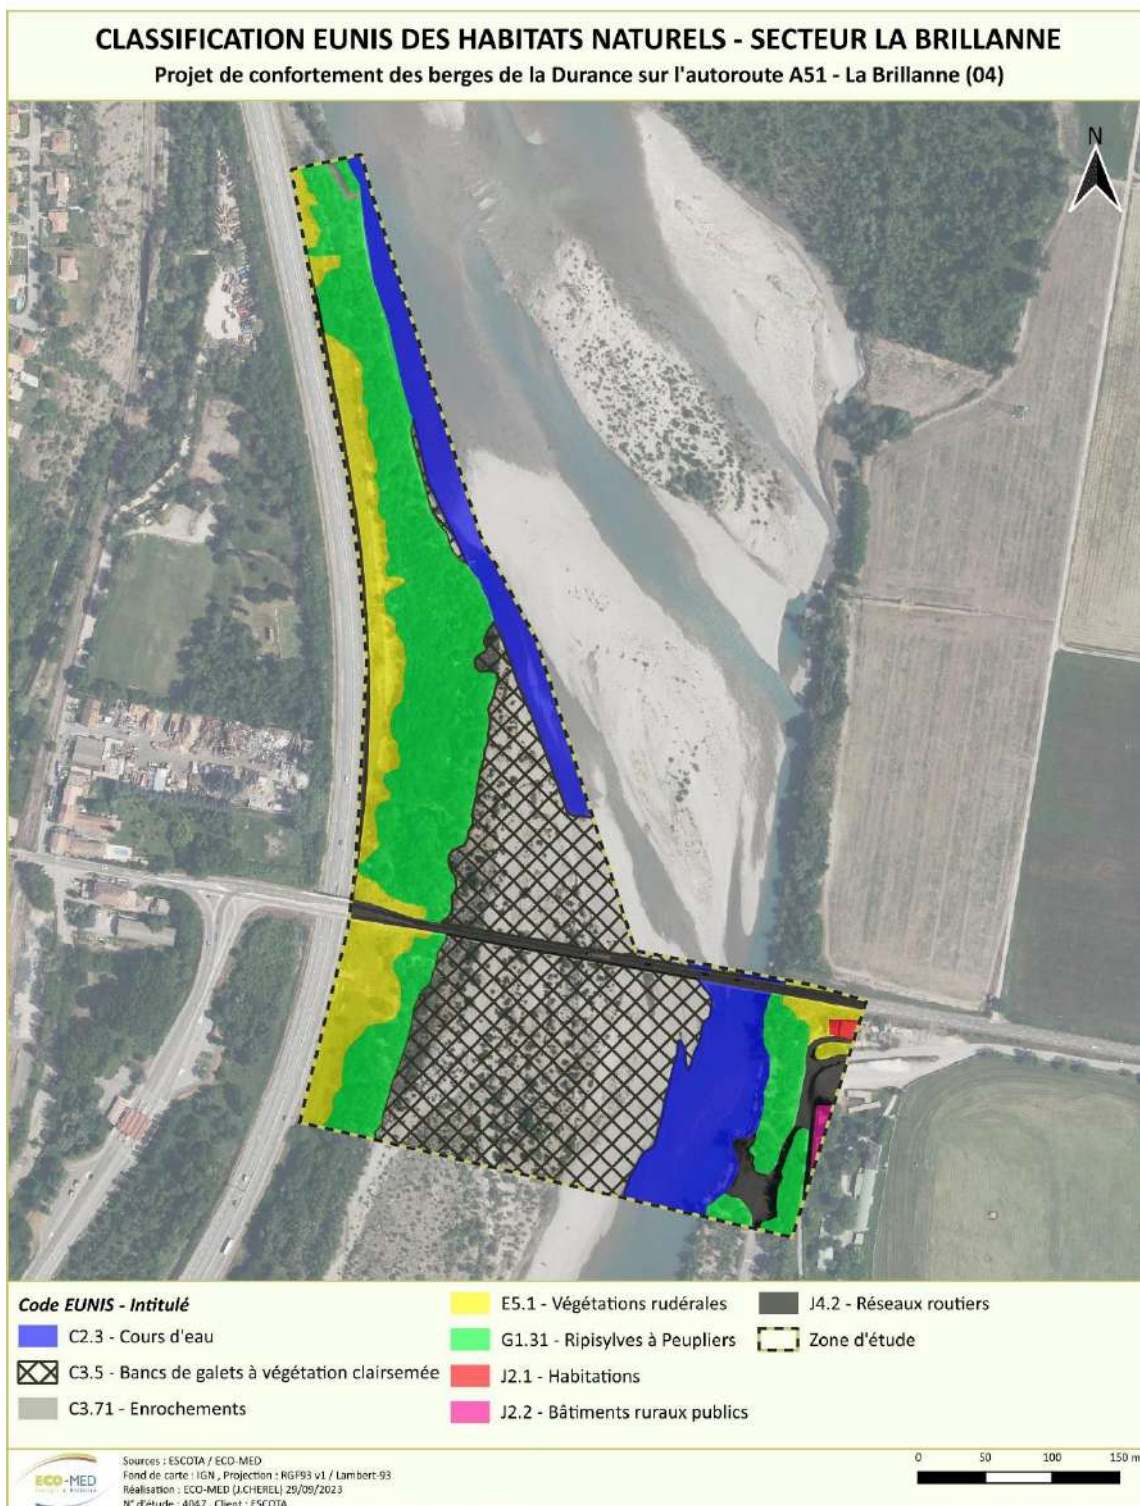 CLASSIFICATION EUNIS DES HABITATS NATURELS - SECTEUR LA BRILLANNE
Projet de confortement des berges de la Durance sur l'autoroute A51 - La Brillanne (04)
N
Code EUNIS - Intitulé
C2.3 - Cours d'eau
C3.5 - Bancs de galets à végétation clairsemée
C3.71 - Enrochements
E5.1 - Végétations rudérales
G1.31 - Ripisylves à Peupliers
J2.1 - Habitations
J2.2 - Bâtiments ruraux publics
J4.2 - Réseaux routiers
Zone d'étude
ECO-MED
Sources : ESCOTA / ECO-MED
Fond de carte : IGN , Projection : RGF93 v1 / Lambert-93
Réalisation : ECO-MED (J.CHEREL) 29/09/2023
N° d'étude : 4047 , Client : ESCOTA
0 50 100 150 m